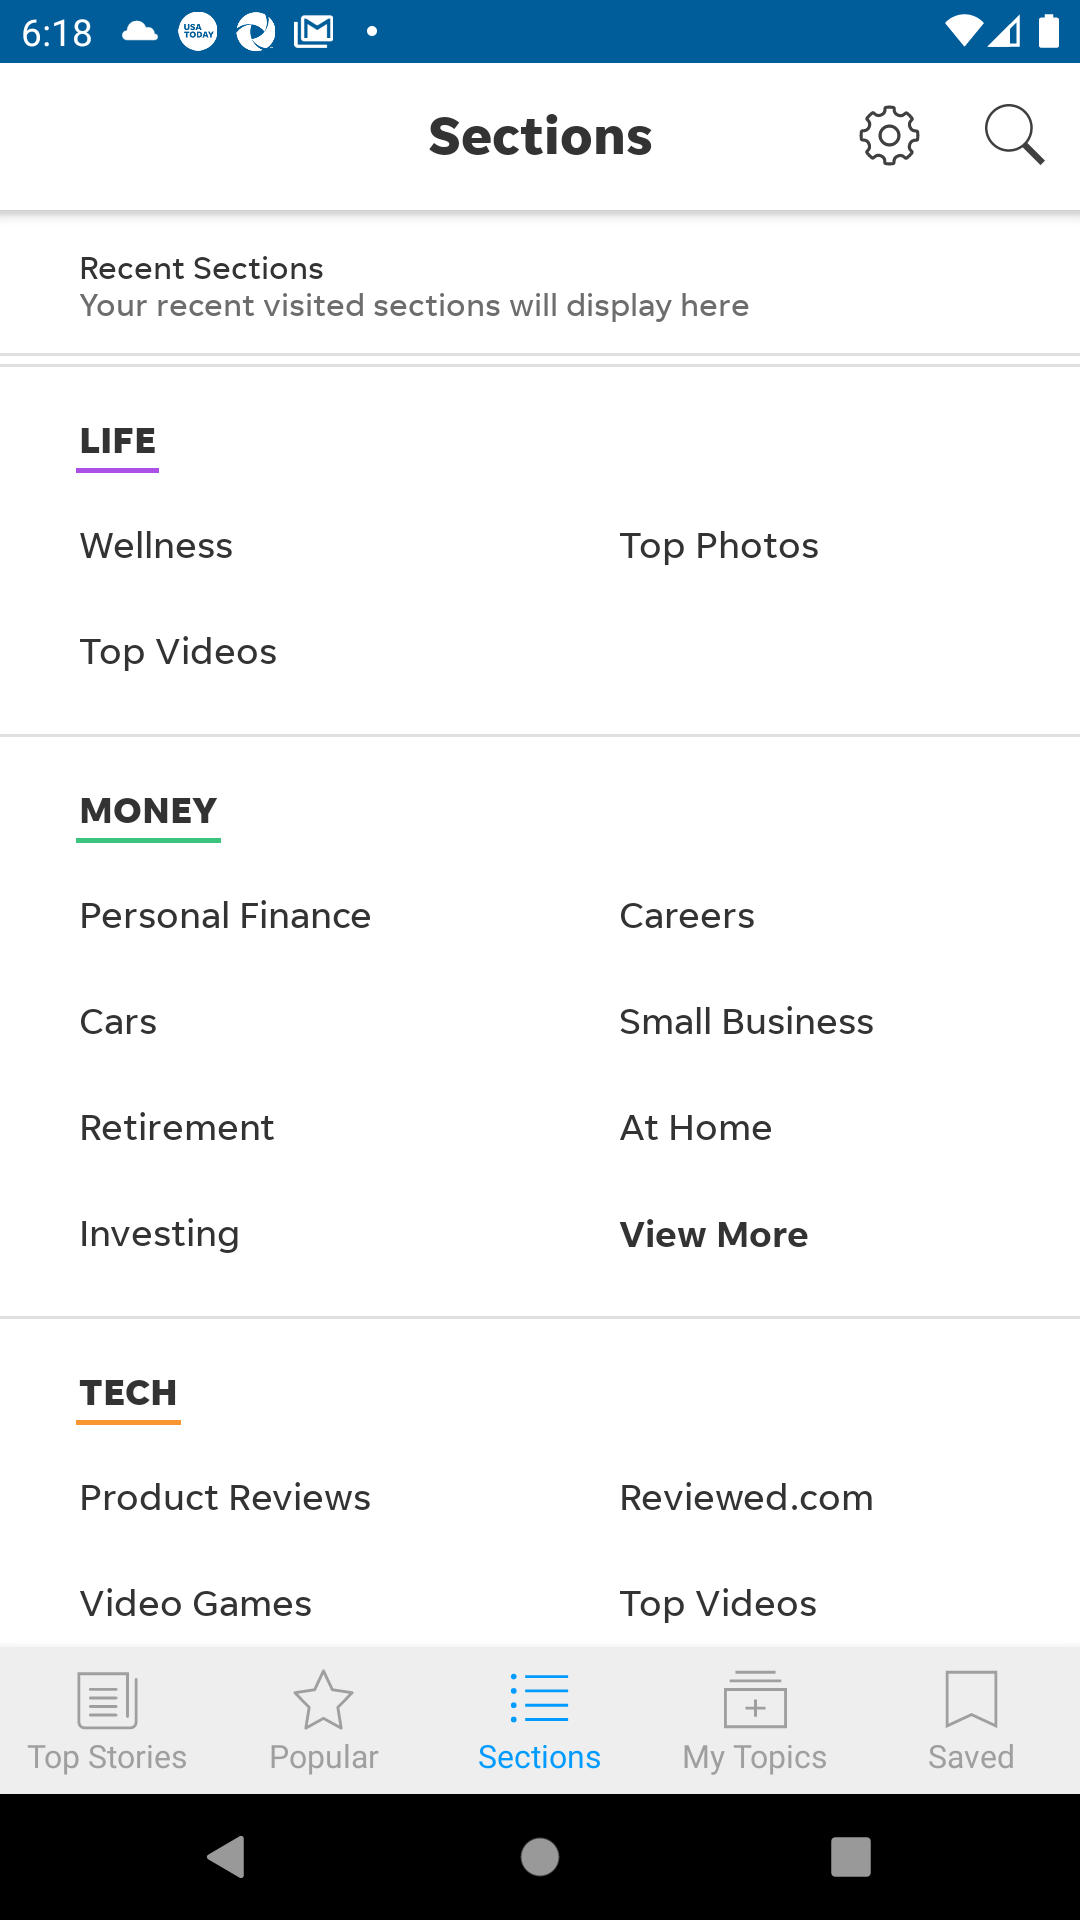 6:18
USA TODAY
Sections
Recent Sections
Your recent visited sections will display here
LIFE
Wellness
Top Photos
Top Videos
MONEY
Personal Finance
Careers
Cars
Small Business
Retirement
At Home
Investing
View More
TECH
Product Reviews
Reviewed.com
Video Games
Top Videos
Top Stories
Popular
Sections
My Topics
Saved